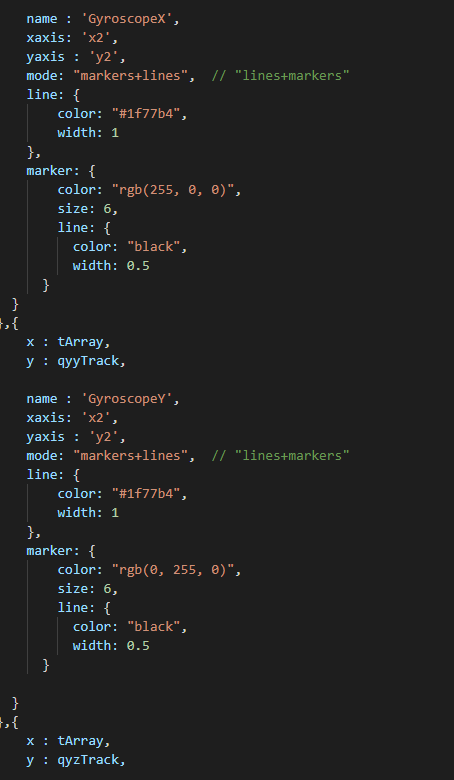 name : 'GyroscopeX',
xaxis: 'x2',
yaxis : 'y2',
mode: "markers+lines",  // "lines+markers"
line: {
color: "#1f77b4",
width: 1
},
marker: {
color: "rgb(255, 0, 0)",
size: 6,
line: {
color: "black",
width: 0.5
}
}
},{
x : tArray,
y : qyyTrack,
name : 'GyroscopeY',
xaxis: 'x2',
yaxis : 'y2',
mode: "markers+lines",  // "lines+markers"
line: {
color: "#1f77b4",
width: 1
},
marker: {
color: "rgb(0, 255, 0)",
size: 6,
line: {
color: "black",
width: 0.5
}
}
},{
x : tArray,
y : qyzTrack,